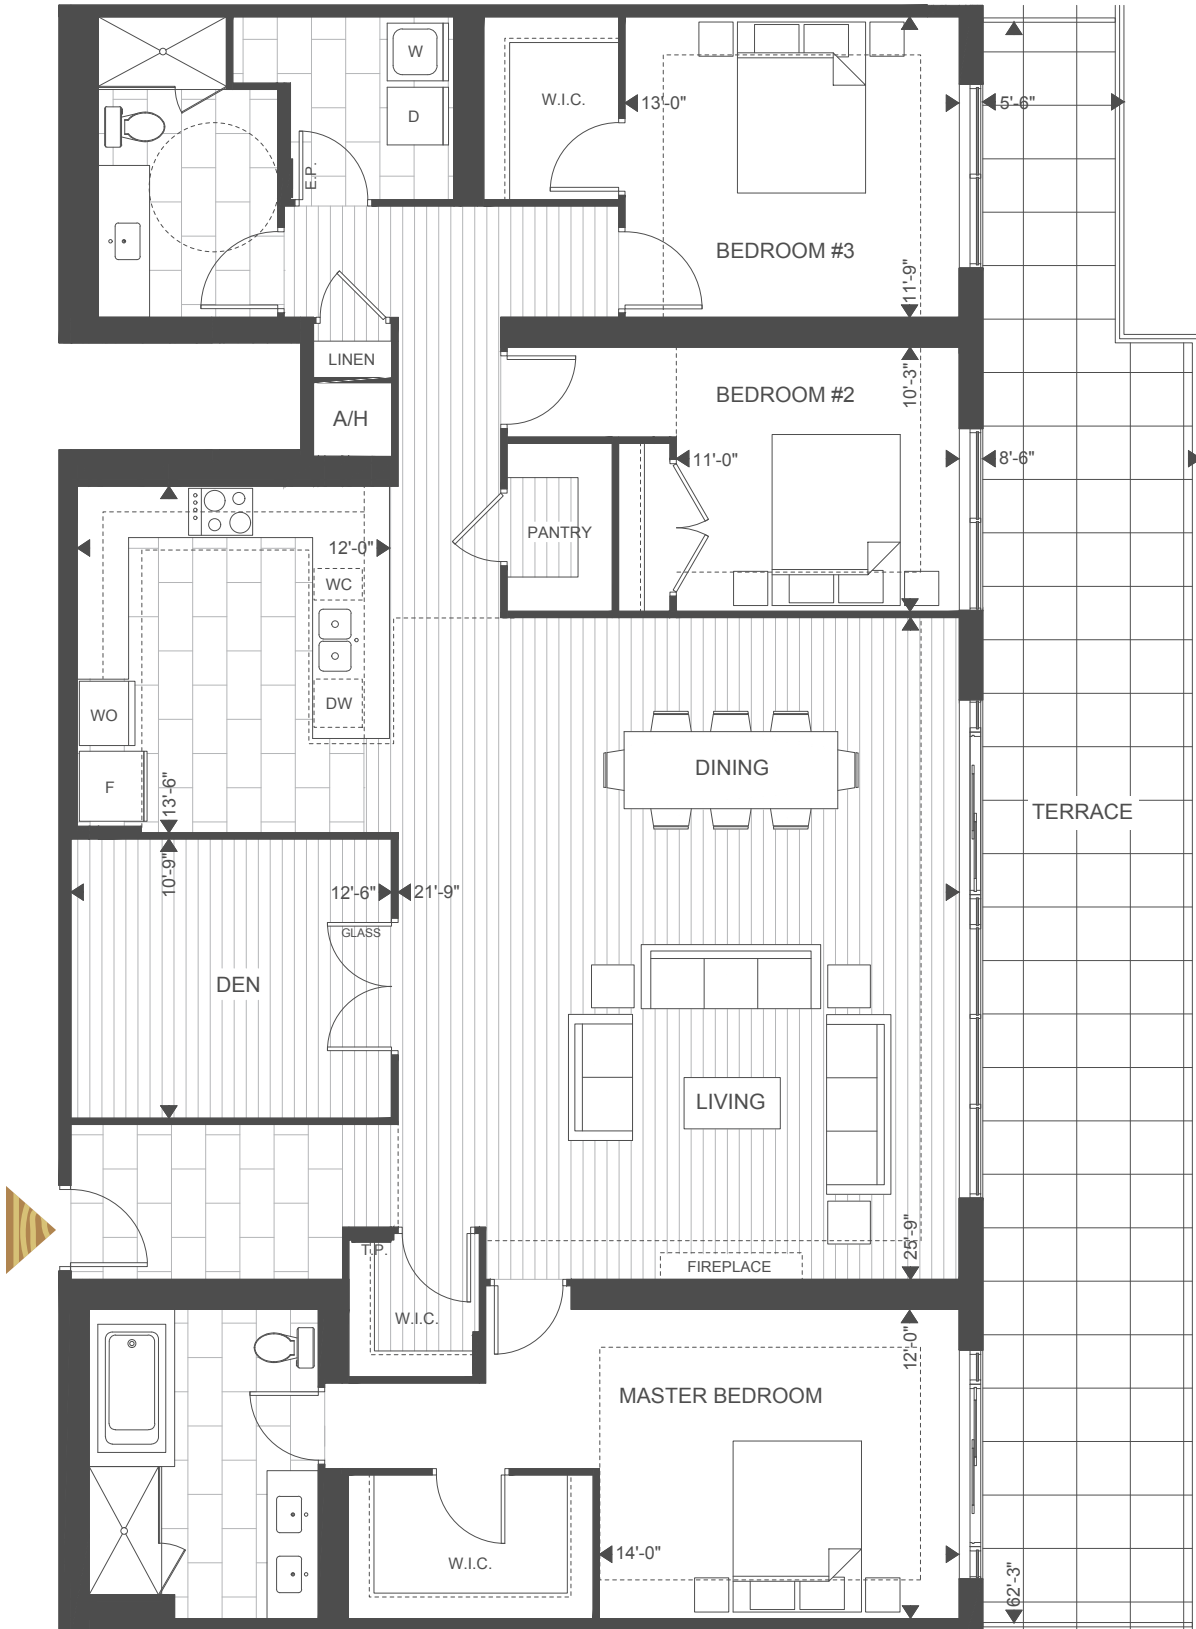 W
D
W.I.C.
13'-0"
5'-6"
E.P.
BEDROOM #3
11'-9"
LINEN
A/H
BEDROOM #2
10'-3"
11'-0"
8'-6"
PANTRY
12'-0"
WC
DW
WO
F
13'-6"
DINING
TERRACE
10'-9"
12'-6"
21'-9"
GLASS
DEN
LIVING
T.P.
25'-9"
FIREPLACE
W.I.C.
12'-0"
MASTER BEDROOM
14'-0"
W.I.C.
62'-3"